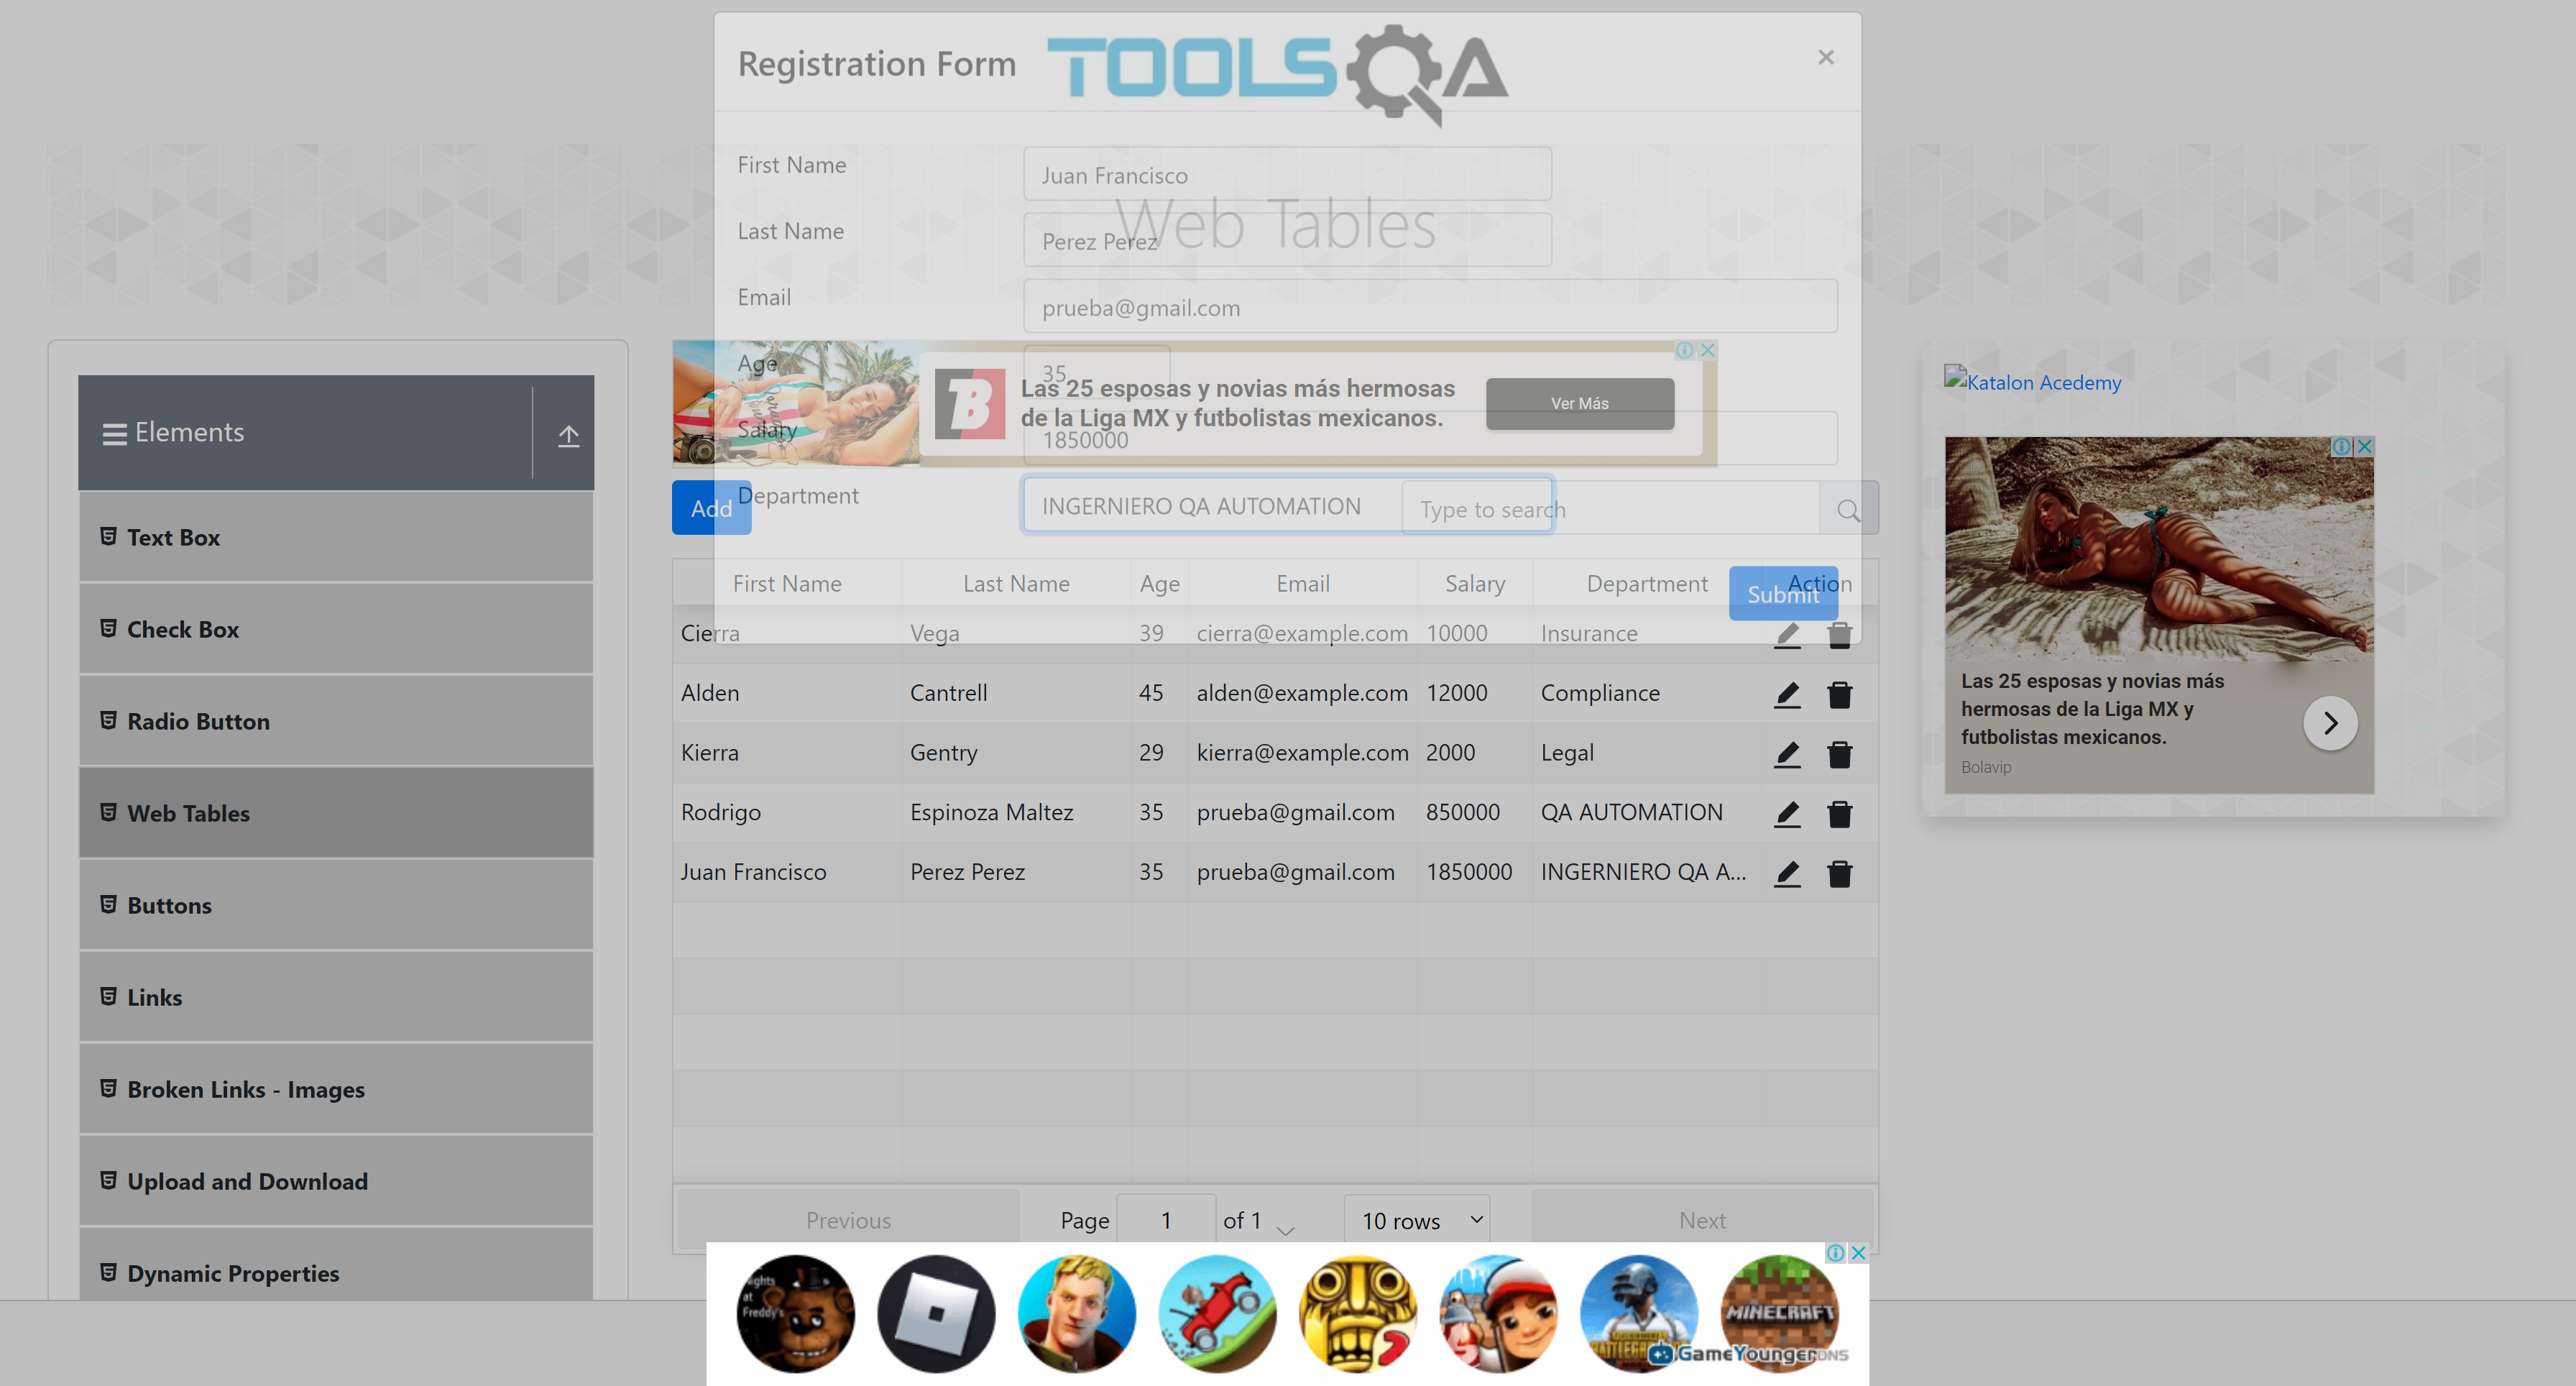 Registration Form
TOOLSQA
×
First Name
Juan Francisco
Web Tables
Last Name
Perez Perez
Email
prueba@gmail.com
Age
35
Salary
1850000
Department
INGERNIERO QA AUTOMATION
Submit
Las 25 esposas y novias más hermosas
de la Liga MX y futbolistas mexicanos.
Ver Más
Add
Type to search
Elements
Text Box
Check Box
Radio Button
Web Tables
Buttons
Links
Broken Links - Images
Upload and Download
Dynamic Properties
First Name Last Name Age Email Salary Department Action
Cierra Vega 39 cierra@example.com 10000 Insurance
Alden Cantrell 45 alden@example.com 12000 Compliance
Kierra Gentry 29 kierra@example.com 2000 Legal
Rodrigo Espinoza Maltez 35 prueba@gmail.com 850000 QA AUTOMATION
Juan Francisco Perez Perez 35 prueba@gmail.com 1850000 INGERNIERO QA A...
Previous Page 1 of 1 10 rows Next
Katalon Acedemy
Las 25 esposas y novias más
hermosas de la Liga MX y
futbolistas mexicanos.
Bolavip
ights
at
Freddy's
MINECRAFT
GameYounger